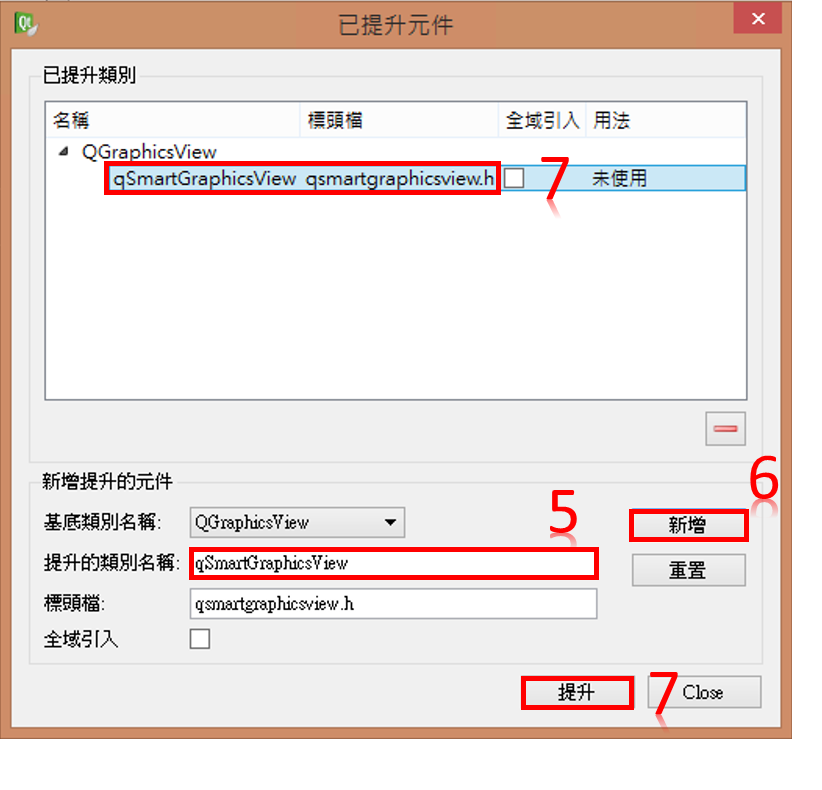 Qt
已提升元件
已提升類別
名稱 標頭檔 全域引入 用法
QGraphicsView
qSmartGraphicsView qsmartgraphicsview.h 7 未使用
新增提升的元件
6
基底類別名稱: QGraphicsView 5 新增
提升的類別名稱: qSmartGraphicsView 重置
標頭檔: qsmartgraphicsview.h
全域引入
提升 7 Close